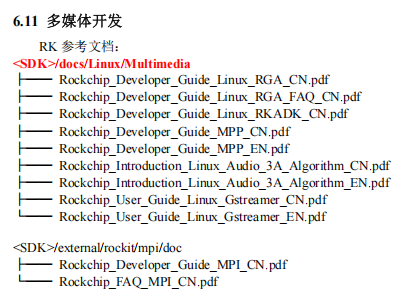 6.11 多媒体开发
RK 参考文档：
<SDK>/docs/Linux/Multimedia
├── Rockchip_Developer_Guide_Linux_RGA_CN.pdf
├── Rockchip_Developer_Guide_Linux_RGA_FAQ_CN.pdf
├── Rockchip_Developer_Guide_Linux_RKADK_CN.pdf
├── Rockchip_Developer_Guide_MPP_CN.pdf
├── Rockchip_Developer_Guide_MPP_EN.pdf
├── Rockchip_Introduction_Linux_Audio_3A_Algorithm_CN.pdf
├── Rockchip_Introduction_Linux_Audio_3A_Algorithm_EN.pdf
├── Rockchip_User_Guide_Linux_Gstreamer_CN.pdf
└── Rockchip_User_Guide_Linux_Gstreamer_EN.pdf
<SDK>/external/rockit/mpi/doc
├── Rockchip_Developer_Guide_MPI_CN.pdf
└── Rockchip_FAQ_MPI_CN.pdf